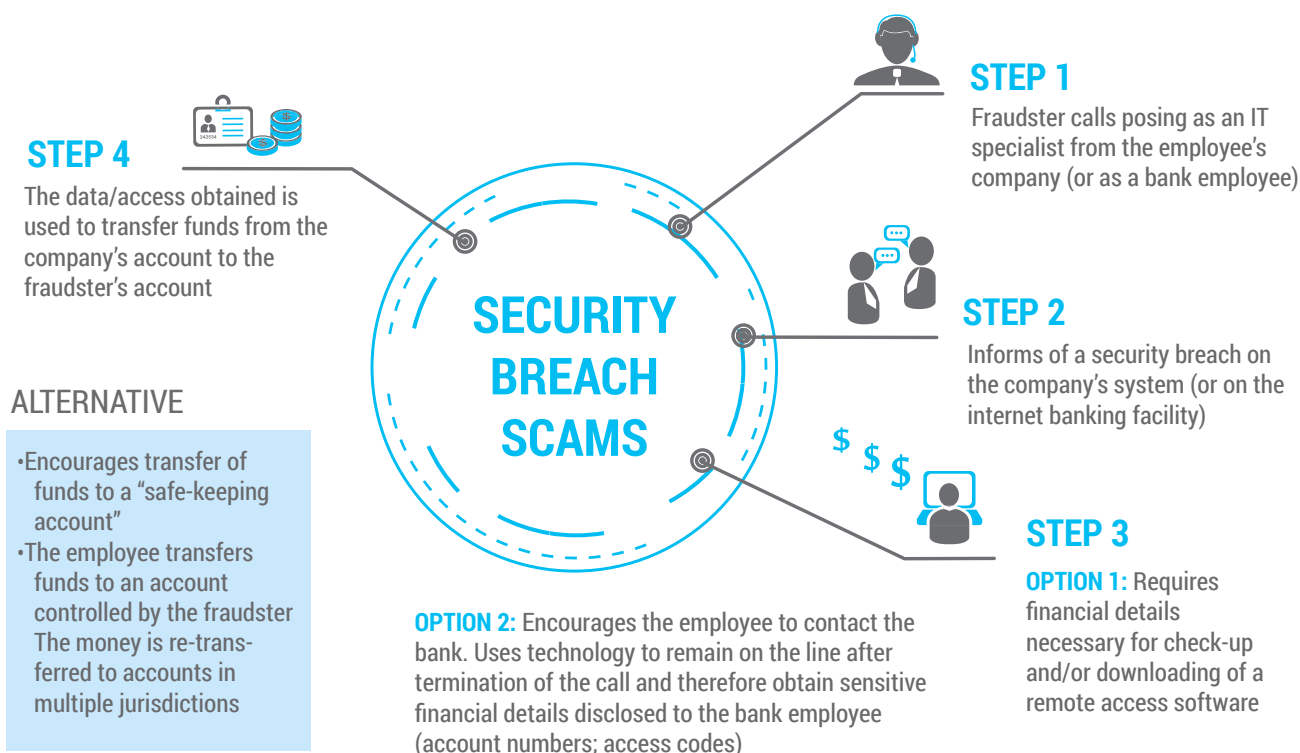 SECURITY
BREACH
SCAMS
STEP 1
Fraudster calls posing as an IT
specialist from the employee's
company (or as a bank employee)
STEP 2
Informs of a security breach on
the company's system (or on the
internet banking facility)
$ $ $
STEP 3
OPTION 1: Requires
financial details
necessary for check-up
and/or downloading of a
remote access software
OPTION 2: Encourages the employee to contact the
bank. Uses technology to remain on the line after
termination of the call and therefore obtain sensitive
financial details disclosed to the bank employee
(account numbers; access codes)
242534
$ $
STEP 4
The data/access obtained is
used to transfer funds from the
company's account to the
fraudster's account
ALTERNATIVE
•Encourages transfer of
funds to a “safe-keeping
account”
•The employee transfers
funds to an account
controlled by the fraudster
The money is re-trans-
ferred to accounts in
multiple jurisdictions